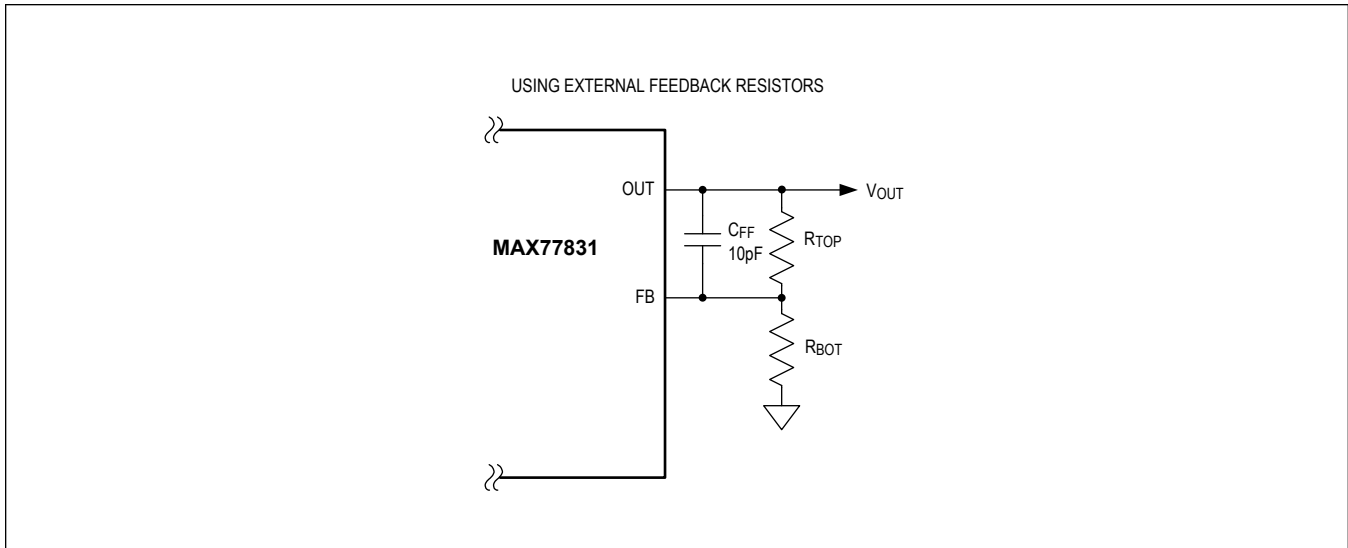 USING EXTERNAL FEEDBACK RESISTORS
OUT
VOUT
CFF
10pF
RTOP
MAX77831
FB
RBOT